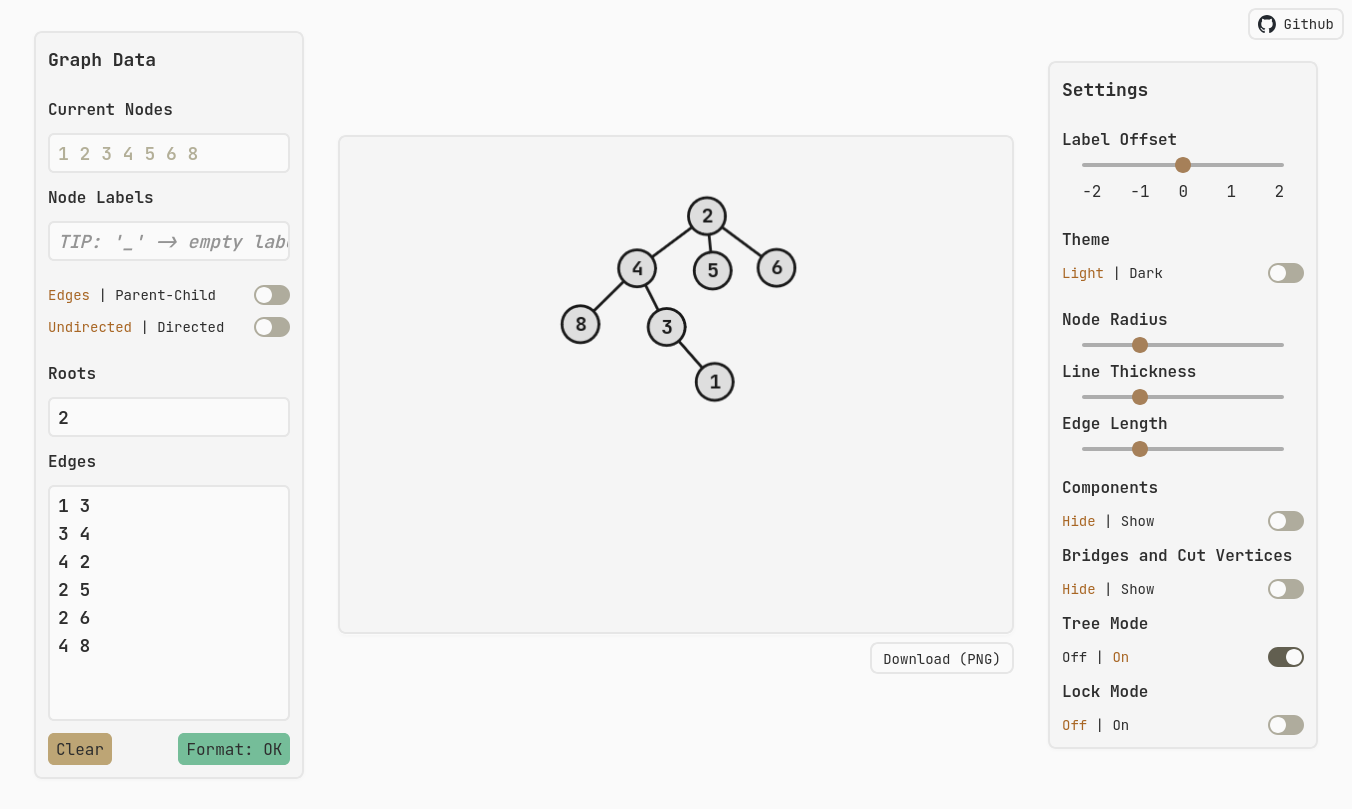 Github
Graph Data
Current Nodes
1 2 3 4 5 6 8
Node Labels
TIP: '_' -> empty
Edges | Parent-Child
Undirected | Directed
Roots
2
Edges
1 3
3 4
4 2
2 5
2 6
4 8
Clear
Format: OK
2
4
5
6
8
3
1
Download (PNG)
Settings
Label Offset
-2 -1 0 1 2
Theme
Light | Dark
Node Radius
Line Thickness
Edge Length
Components
Hide | Show
Bridges and Cut Vertices
Hide | Show
Tree Mode
Off | On
Lock Mode
Off | On